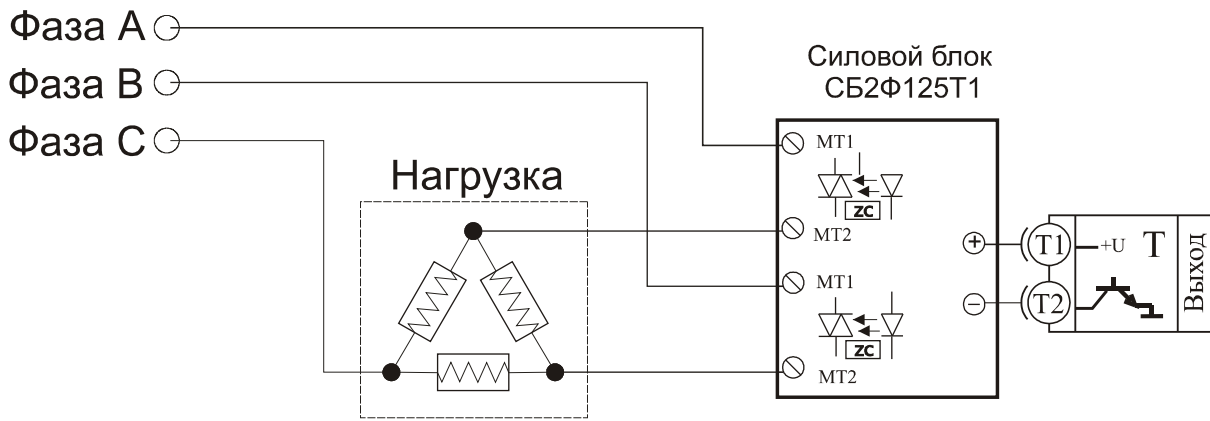 Фаза A
Фаза B
Фаза C
Нагрузка
Силовой блок
СБ2Ф125Т1
MT1
ZC
MT2
MT1
ZC
MT2
+
−
T1
T2
+U
T
Выход